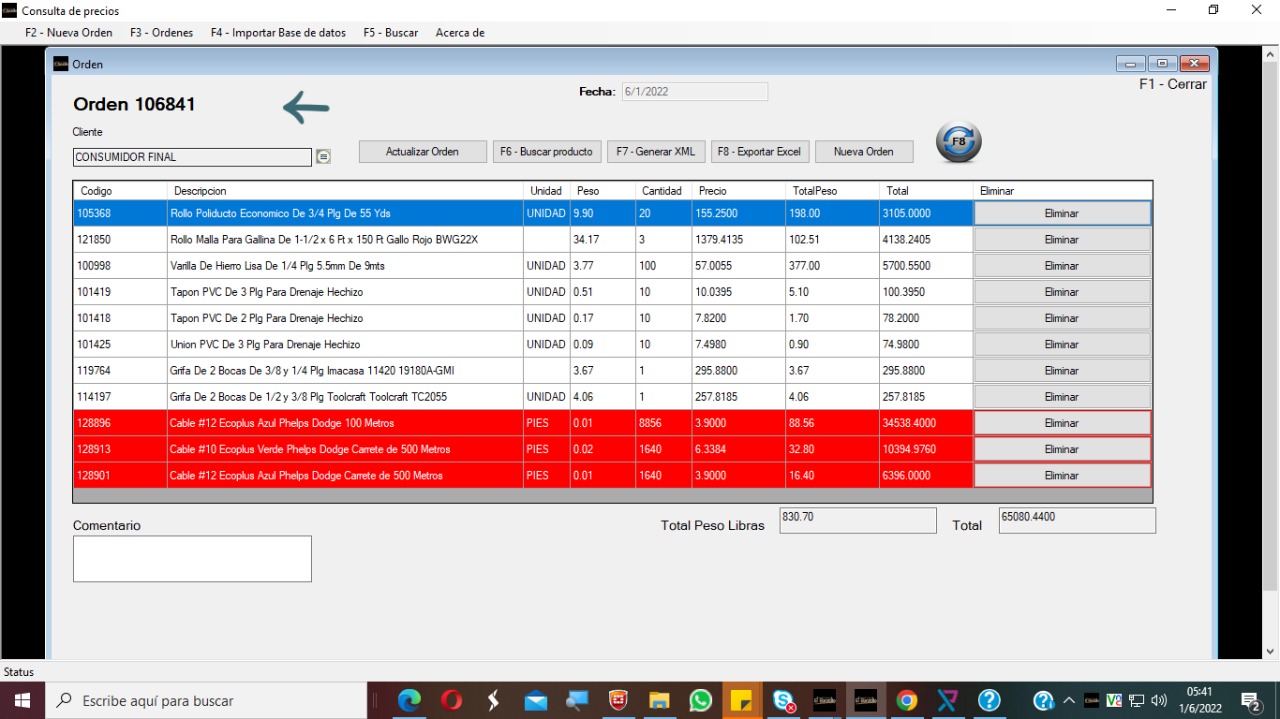 Consulta de precios
F2 - Nueva Orden F3 - Ordenes F4 - Importar Base de datos F5 - Buscar Acerca de
Orden
F1 - Cerrar
Orden 106841
Fecha: 6/1/2022
Cliente
CONSUMIDOR FINAL
Actualizar Orden F6 - Buscar producto F7 - Generar XML F8 - Exportar Excel Nueva Orden F8
Codigo Descripcion Unidad Peso Cantidad Precio TotalPeso Total Eliminar
105368 Rollo Poliducto Economico De 3/4 Plg De 55 Yds UNIDAD 9.90 20 155.2500 198.00 3105.0000 Eliminar
121850 Rollo Malla Para Gallina De 1-1/2 x 6 Ft x 150 Ft Gallo Rojo BWG22X 34.17 3 1379.4135 102.51 4138.2405 Eliminar
100998 Varilla De Hierro Lisa De 1/4 Plg 5.5mm De 9mts UNIDAD 3.77 100 57.0055 377.00 5700.5500 Eliminar
101419 Tapon PVC De 3 Plg Para Drenaje Hechizo UNIDAD 0.51 10 10.0395 5.10 100.3950 Eliminar
101418 Tapon PVC De 2 Plg Para Drenaje Hechizo UNIDAD 0.17 10 7.8200 1.70 78.2000 Eliminar
101425 Union PVC De 3 Plg Para Drenaje Hechizo UNIDAD 0.09 10 7.4980 0.90 74.9800 Eliminar
119764 Grifa De 2 Bocas De 3/8 y 1/4 Plg Imacasa 11420 19180A-GMI 3.67 1 295.8800 3.67 295.8800 Eliminar
114197 Grifa De 2 Bocas De 1/2 y 3/8 Plg Toolcraft Toolcraft TC2055 UNIDAD 4.06 1 257.8185 4.06 257.8185 Eliminar
128896 Cable #12 Ecoplus Azul Phelps Dodge 100 Metros PIES 0.01 8856 3.9000 88.56 34538.4000 Eliminar
128913 Cable #10 Ecoplus Verde Phelps Dodge Carrete de 500 Metros PIES 0.02 1640 6.3384 32.80 10394.9760 Eliminar
128901 Cable #12 Ecoplus Azul Phelps Dodge Carrete de 500 Metros PIES 0.01 1640 3.9000 16.40 6396.0000 Eliminar
Comentario Total Peso Libras 830.70 Total 65080.4400
Status
Escribe aquí para buscar
05:41
1/6/2022
2